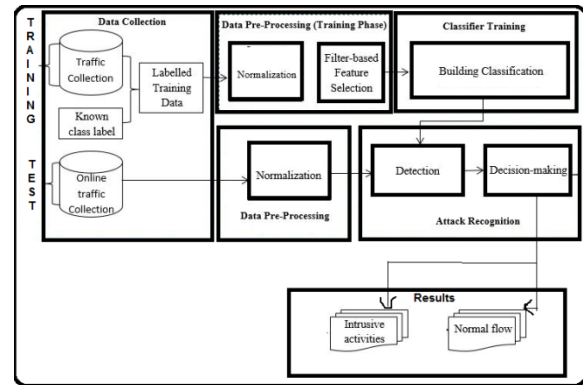 TRAINING
Data Collection
Traffic
Collection
Known
class label
Labelled
Training
Data
Data Pre-Processing (Training Phase)
Normalization
Filter-based
Feature
Selection
Classifier Training
Building Classification
TEST
Online
traffic
Collection
Normalization
Data Pre-Processing
Detection
Decision-making
Attack Recognition
Results
Intrusive
activities
Normal flow